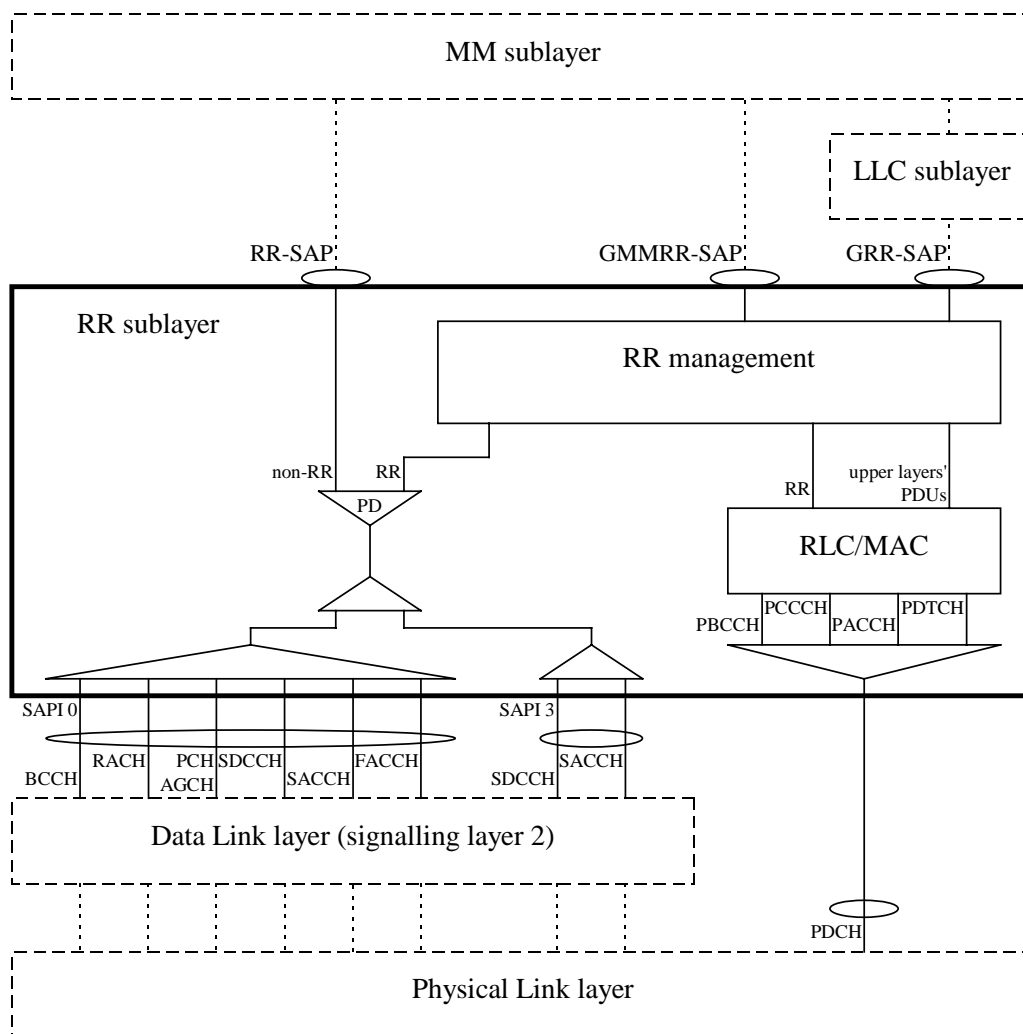 MM sublayer
LLC sublayer
RR-SAP
GMMRR-SAP
GRR-SAP
RR sublayer
RR management
non-RR
RR
upper layers'
RR
PDUs
PD
RLC/MAC
PCCCH
PDTCH
PBCCH
PACCH
SAPI 0
SAPI 3
RACH
PCH
SDCCH
FACCH
SACCH
BCCH
AGCH
SACCH
SDCCH
Data Link layer (signalling layer 2)
PDCH
Physical Link layer